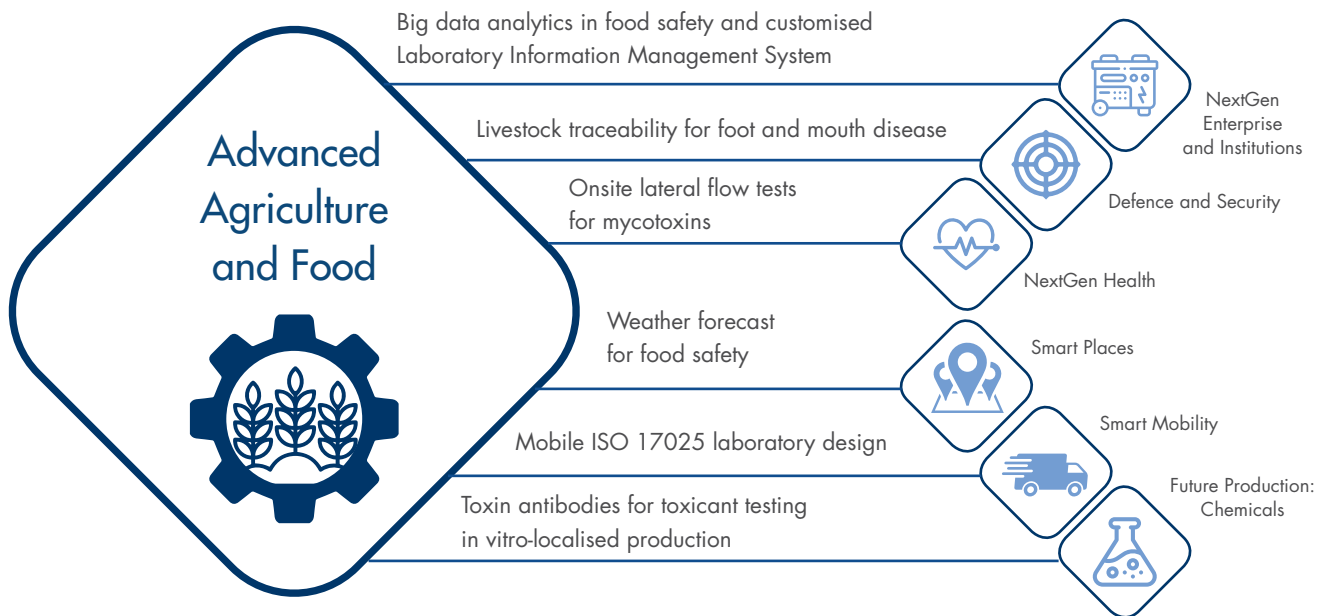 Advanced
Agriculture
and Food
Big data analytics in food safety and customised
Laboratory Information Management System
NextGen
Enterprise
and Institutions
Livestock traceability for foot and mouth disease
Defence and Security
Onsite lateral flow tests
for mycotoxins
NextGen Health
Weather forecast
for food safety
Smart Places
Mobile ISO 17025 laboratory design
Smart Mobility
Toxin antibodies for toxicant testing
in vitro-localised production
Future Production:
Chemicals